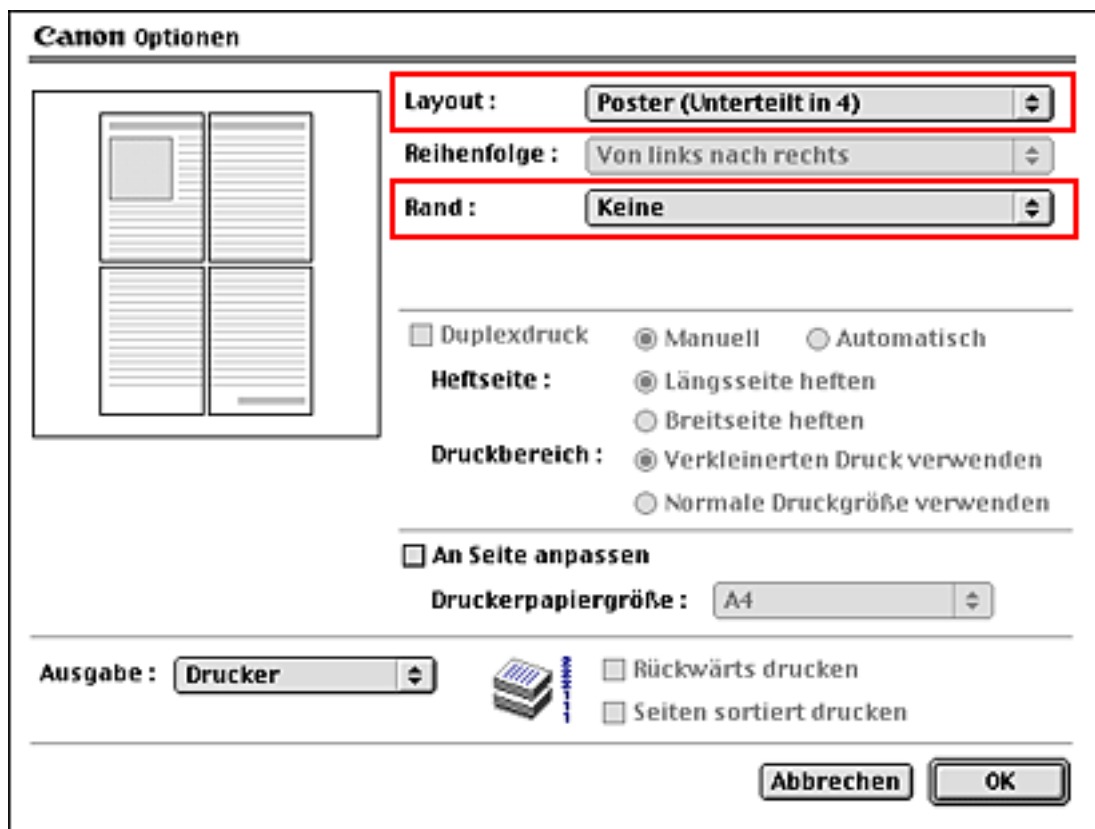 Canon Optionen
Layout : Poster (Unterteilt in 4)
Reihenfolge : Von links nach rechts
Rand : Keine
Duplexdruck Manuell Automatisch
Heftseite : Längsseite heften
Breitseite heften
Druckbereich : Verkleinerten Druck verwenden
Normale Druckgröße verwenden
An Seite anpassen
Druckerpapiergröße : A4
Ausgabe : Drucker
Rückwärts drucken
Seiten sortiert drucken
Abbrechen OK